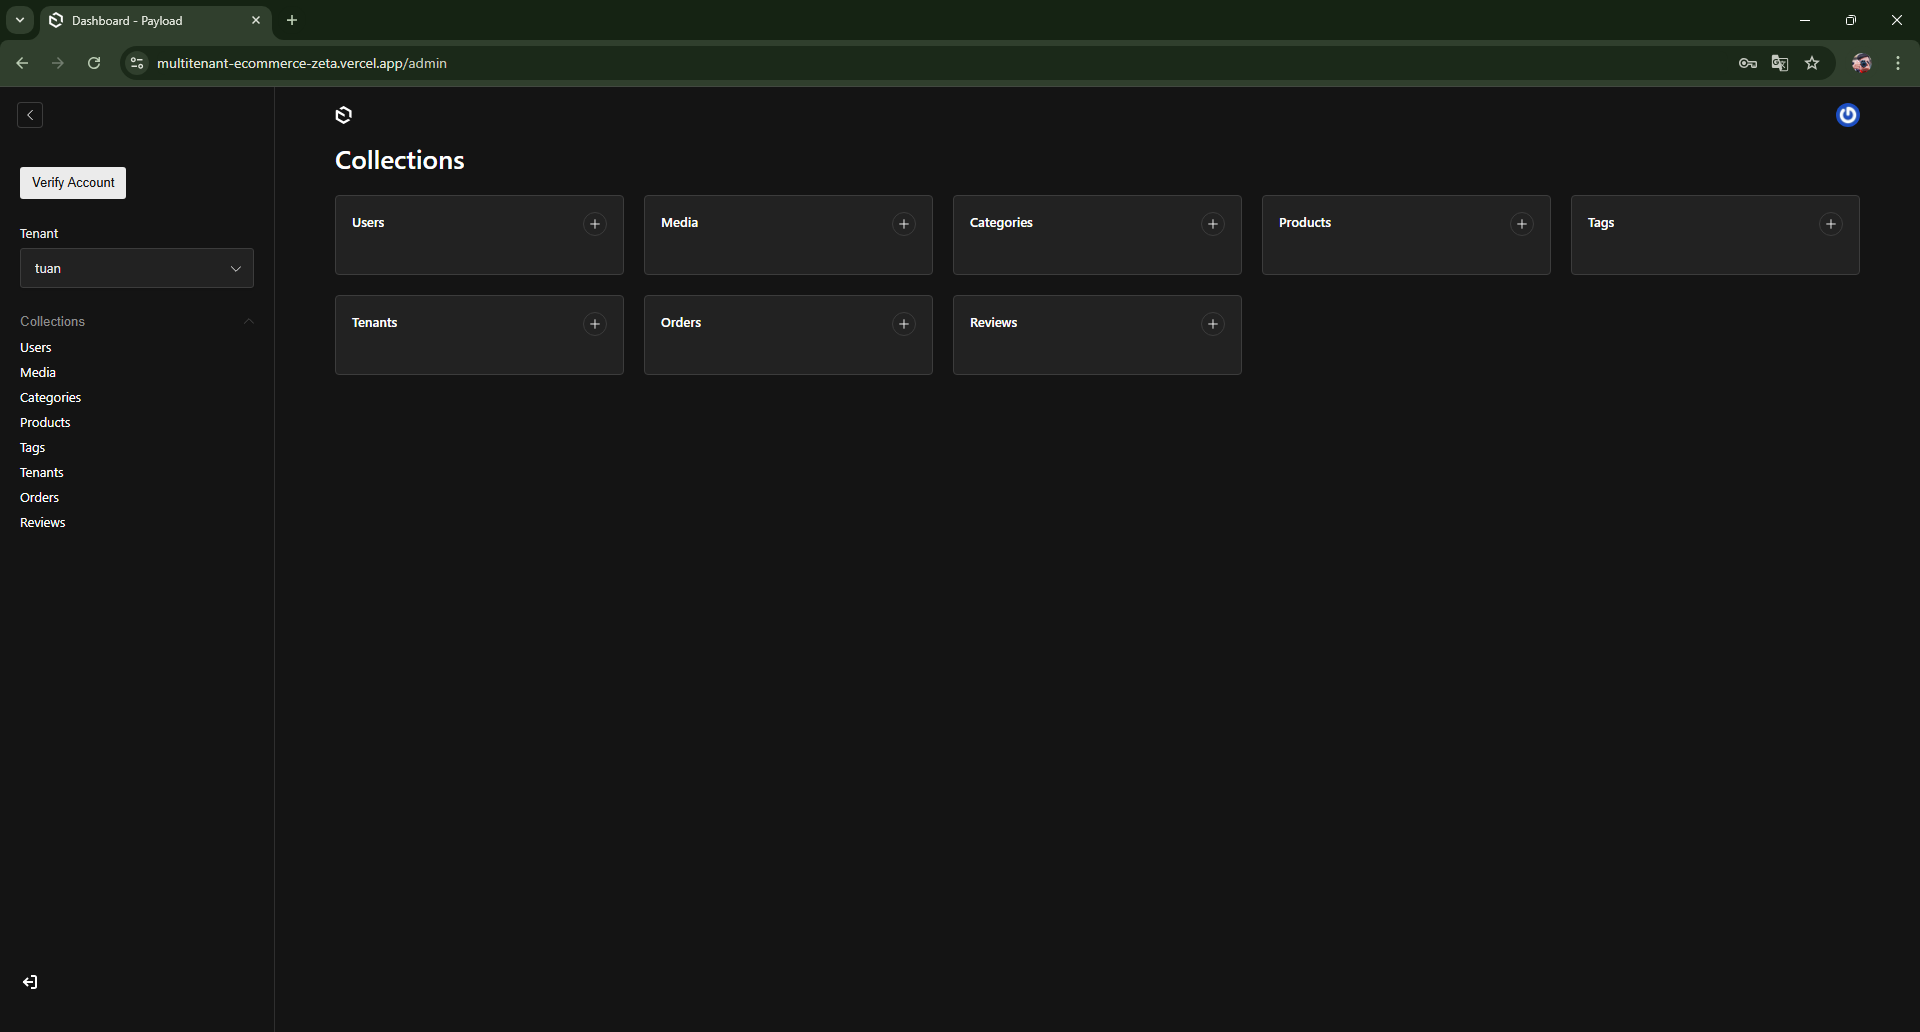 Dashboard - Payload
multitenant-ecommerce-zeta.vercel.app/admin
Verify Account
Tenant
tuan
Collections
Users
Media
Categories
Products
Tags
Tenants
Orders
Reviews
Collections
Users
Media
Categories
Products
Tags
Tenants
Orders
Reviews